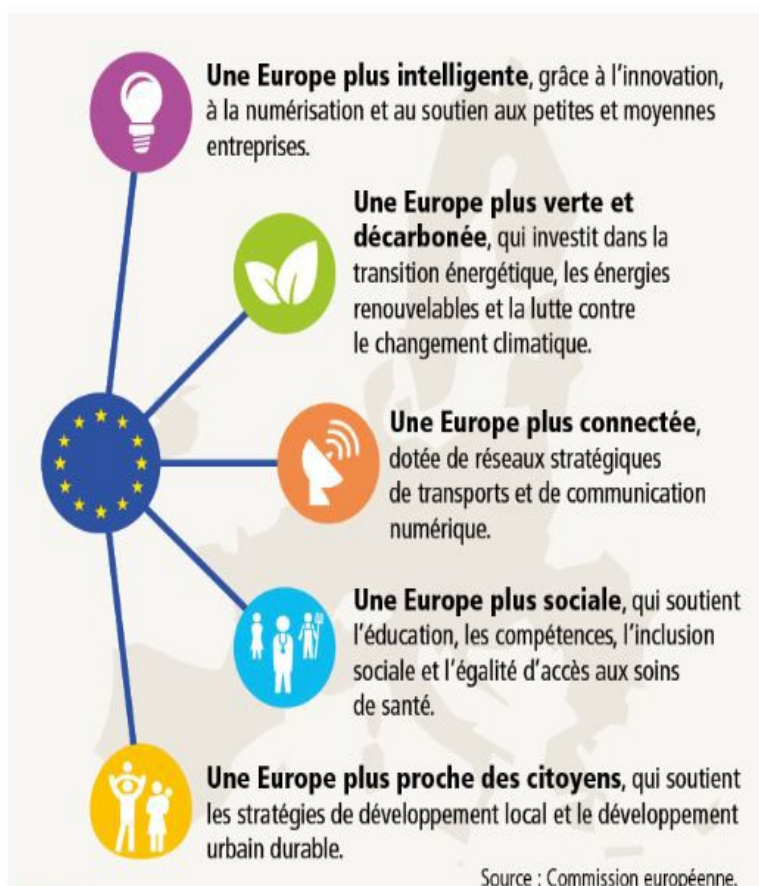 Une Europe plus intelligente, grâce à l'innovation,
à la numérisation et au soutien aux petites et moyennes
entreprises.
Une Europe plus verte et
décarbonée, qui investit dans la
transition énergétique, les énergies
renouvelables et la lutte contre
le changement climatique.
Une Europe plus connectée,
dotée de réseaux stratégiques
de transports et de communication
numérique.
Une Europe plus sociale, qui soutient
l'éducation, les compétences, l'inclusion
sociale et l'égalité d'accès aux soins
de santé.
Une Europe plus proche des citoyens, qui soutient
les stratégies de développement local et le développement
urbain durable.
Source : Commission européenne.